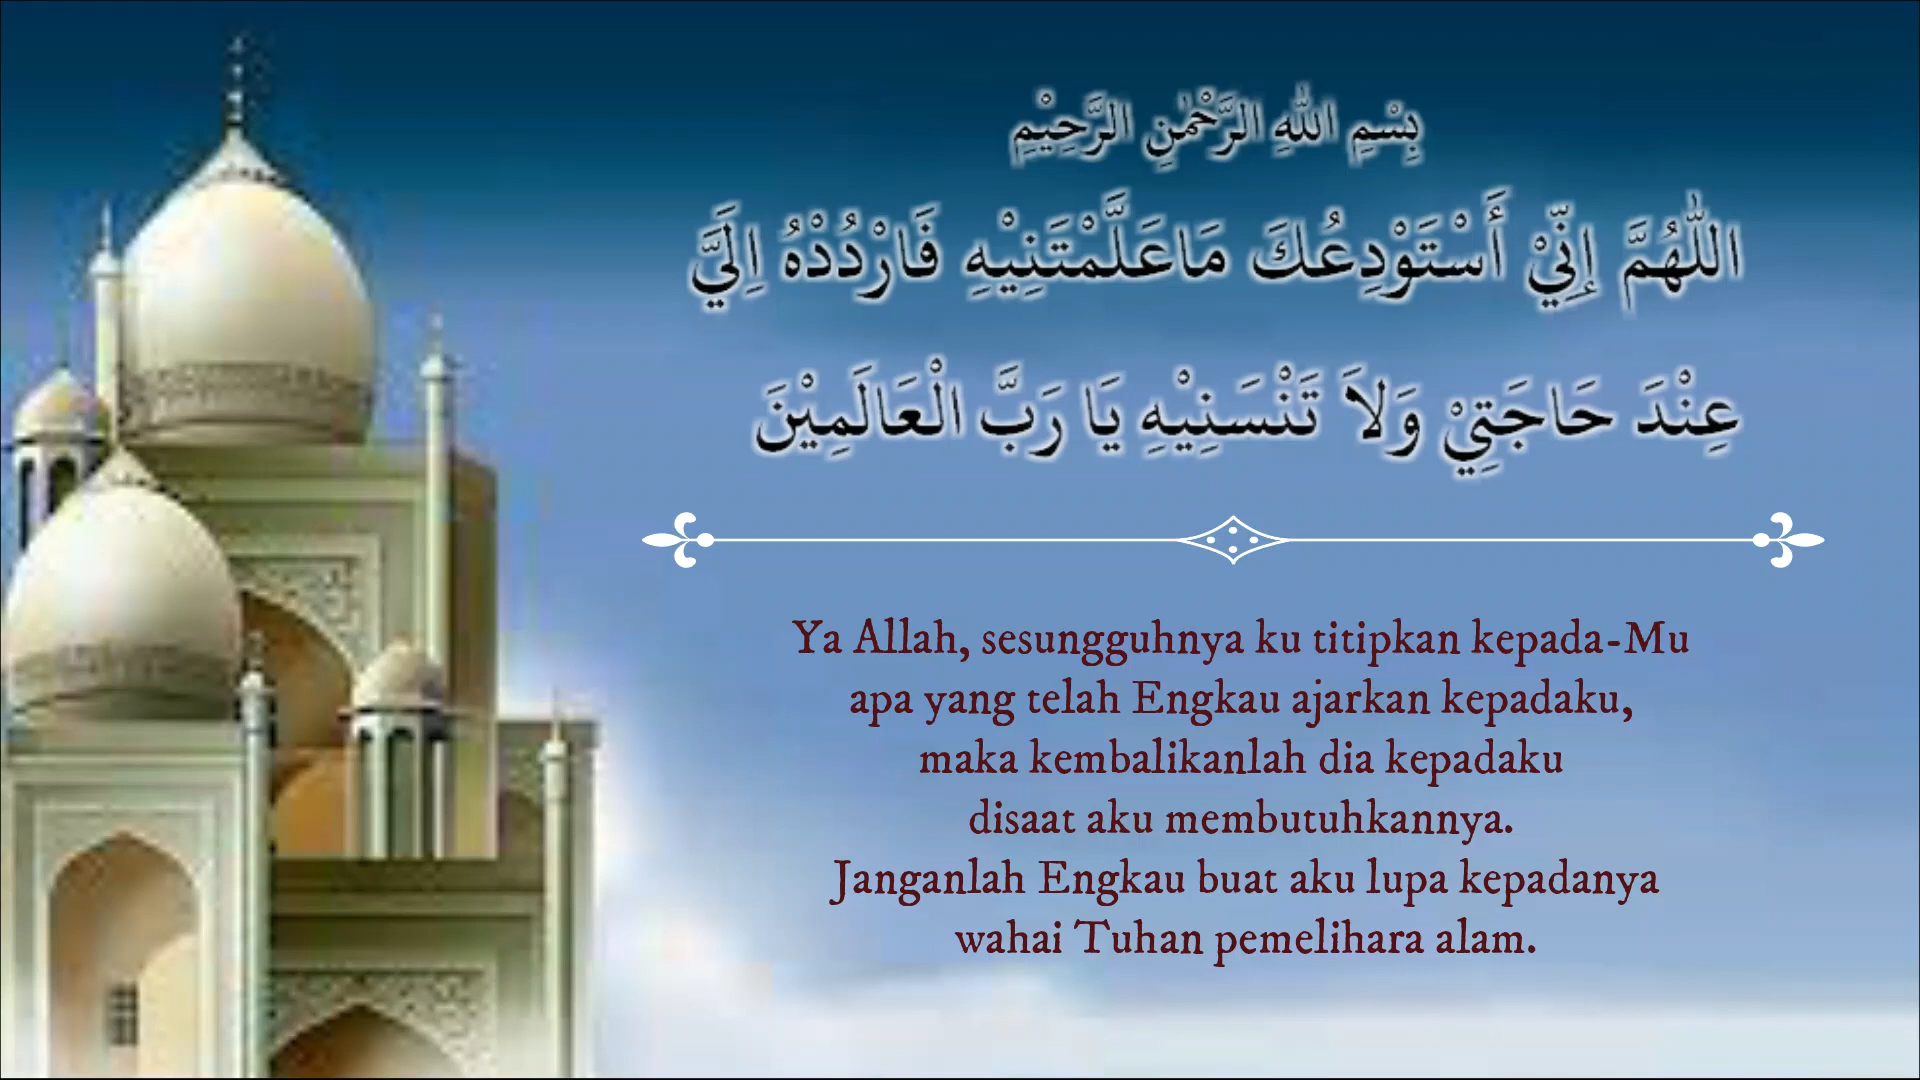 بِسْمِ اللّٰهِ الرَّحْمٰنِ الرَّحِيْمِ
اللّٰهُمَّ إِنِّيْ أَسْتَوْدِعُكَ مَاعَلَّمْتَنِيْهِ فَارْدُدْهُ اِلَيَّ
عِنْدَ حَاجَتِيْ وَلاَ تَنْسَنِيْهِ يَا رَبَّ الْعَالَمِيْنَ
Ya Allah, sesungguhnya ku titipkan kepada-Mu
apa yang telah Engkau ajarkan kepadaku,
maka kembalikanlah dia kepadaku
disaat aku membutuhkannya.
Janganlah Engkau buat aku lupa kepadanya
wahai Tuhan pemelihara alam.